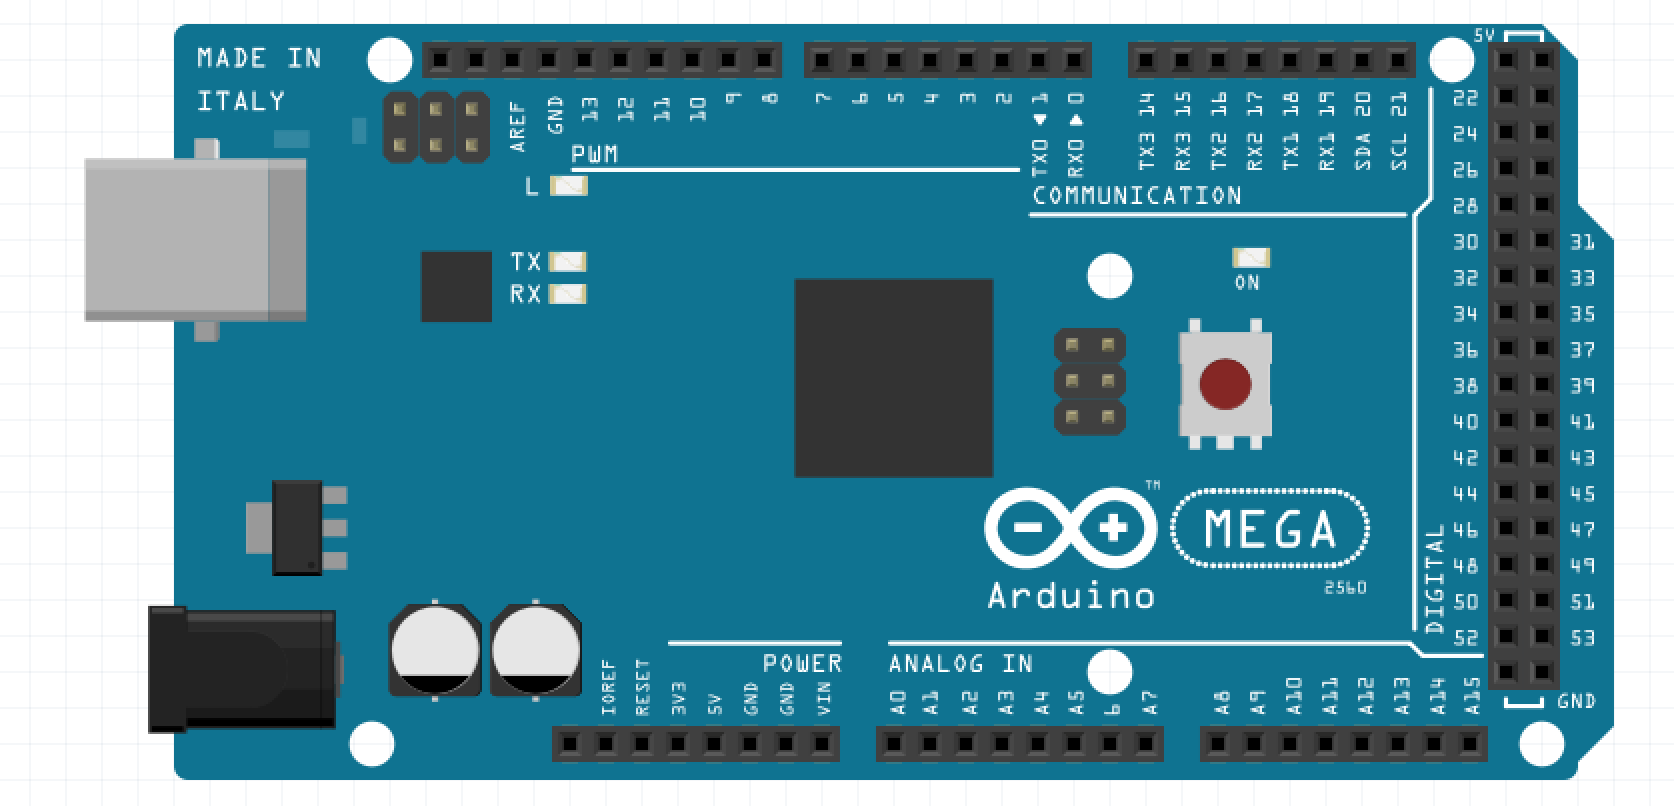 MADE IN
ITALY
AREF
GND
13
12
11
10
9
8
7
6
5
4
3
2
TX0 ◀ 1
RX0 ▶ 0
TX3 14
RX3 15
TX2 16
RX2 17
TX1 18
RX1 19
SDA 20
SCL 21
5V
PWM
COMMUNICATION
L
TX
RX
ON
22
24
26
28
30 31
32 33
34 35
36 37
38 39
40 41
42 43
44 45
46 47
48 49
50 51
52 53
GND
DIGITAL
TM
MEGA
2560
Arduino
POWER
ANALOG IN
IOREF
RESET
3V3
5V
GND
GND
VIN
A0
A1
A2
A3
A4
A5
6
A7
A8
A9
A10
A11
A12
A13
A14
A15